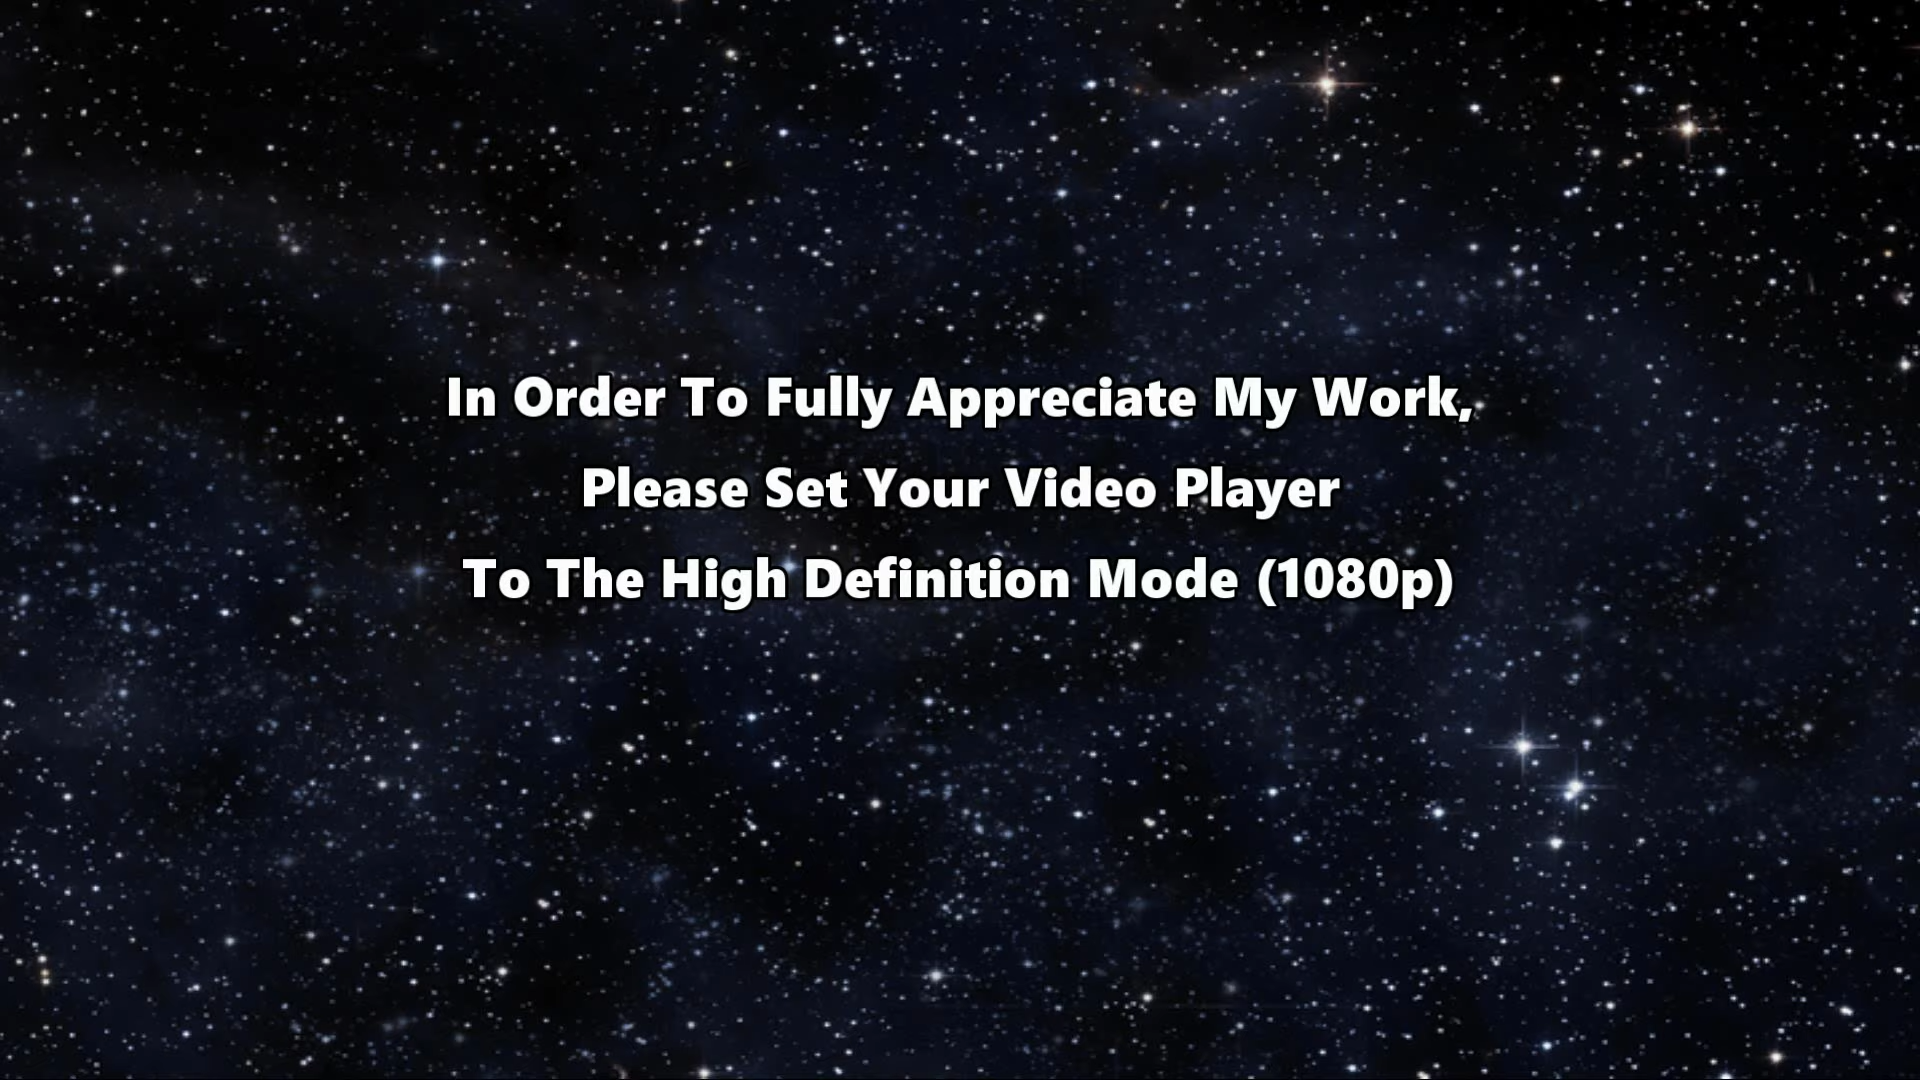 In Order To Fully Appreciate My Work,
Please Set Your Video Player
To The High Definition Mode (1080p)